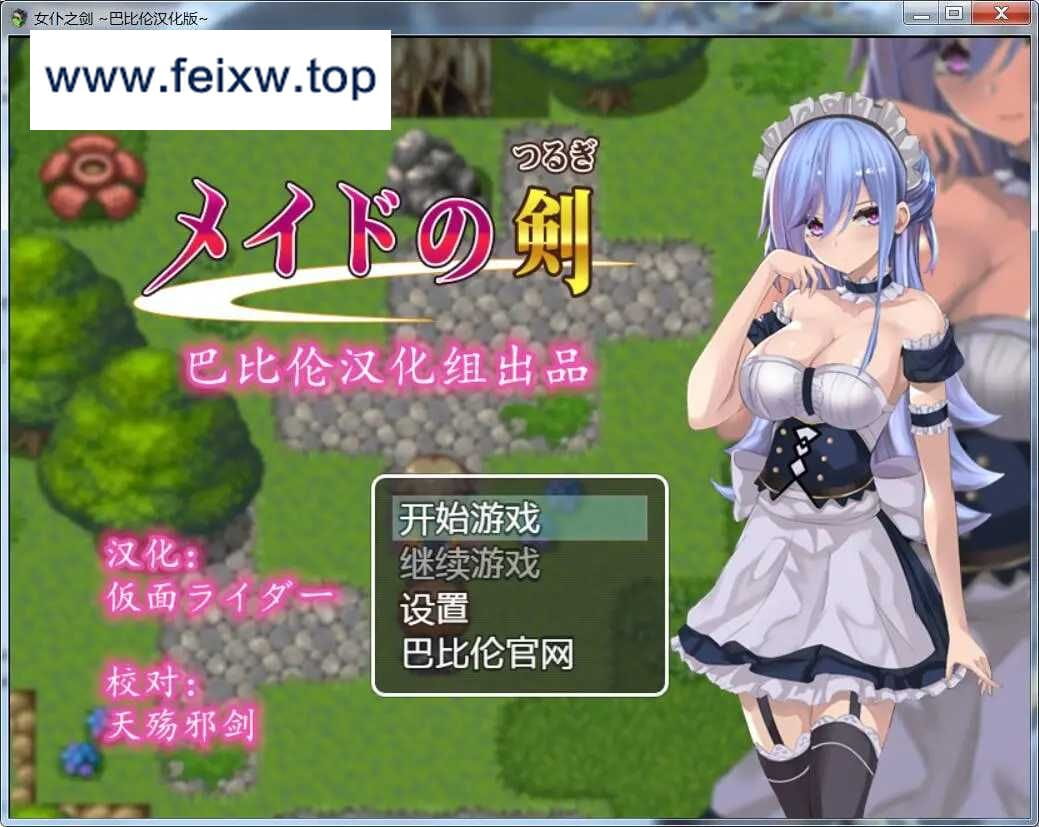 女仆之剑 ~巴比伦汉化版~
www.feixw.top
つるぎ
メイドの剣
巴比伦汉化组出品
开始游戏
继续游戏
设置
巴比伦官网
汉化:
仮面ライダー
校对:
天殇邪剑